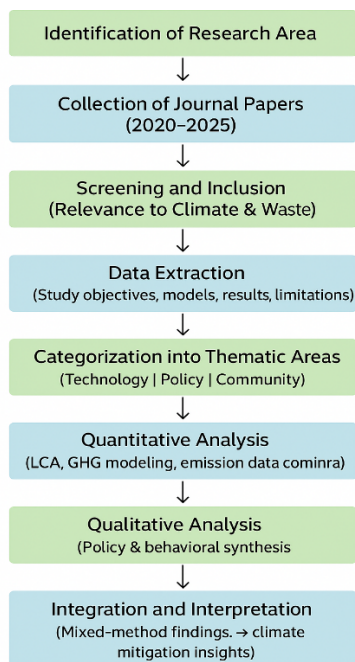 Identification of Research Area
Collection of Journal Papers
(2020–2025)
Screening and Inclusion
(Relevance to Climate & Waste)
Data Extraction
(Study objectives, models, results, limitations)
Categorization into Thematic Areas
(Technology | Policy | Community)
Quantitative Analysis
(LCA, GHG modeling, emission data cominra)
Qualitative Analysis
(Policy & behavioral synthesis
Integration and Interpretation
(Mixed-method findings. → climate
mitigation insights)